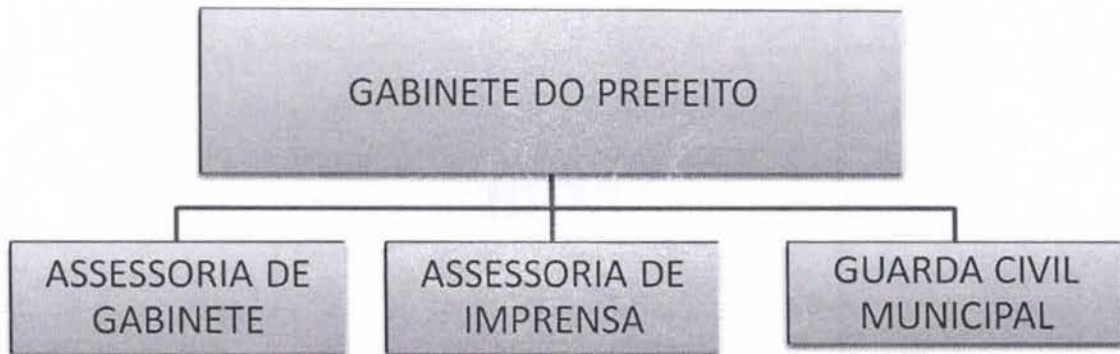 GABINETE DO PREFEITO
ASSESSORIA DE
GABINETE
ASSESSORIA DE
IMPRENSA
GUARDA CIVIL
MUNICIPAL